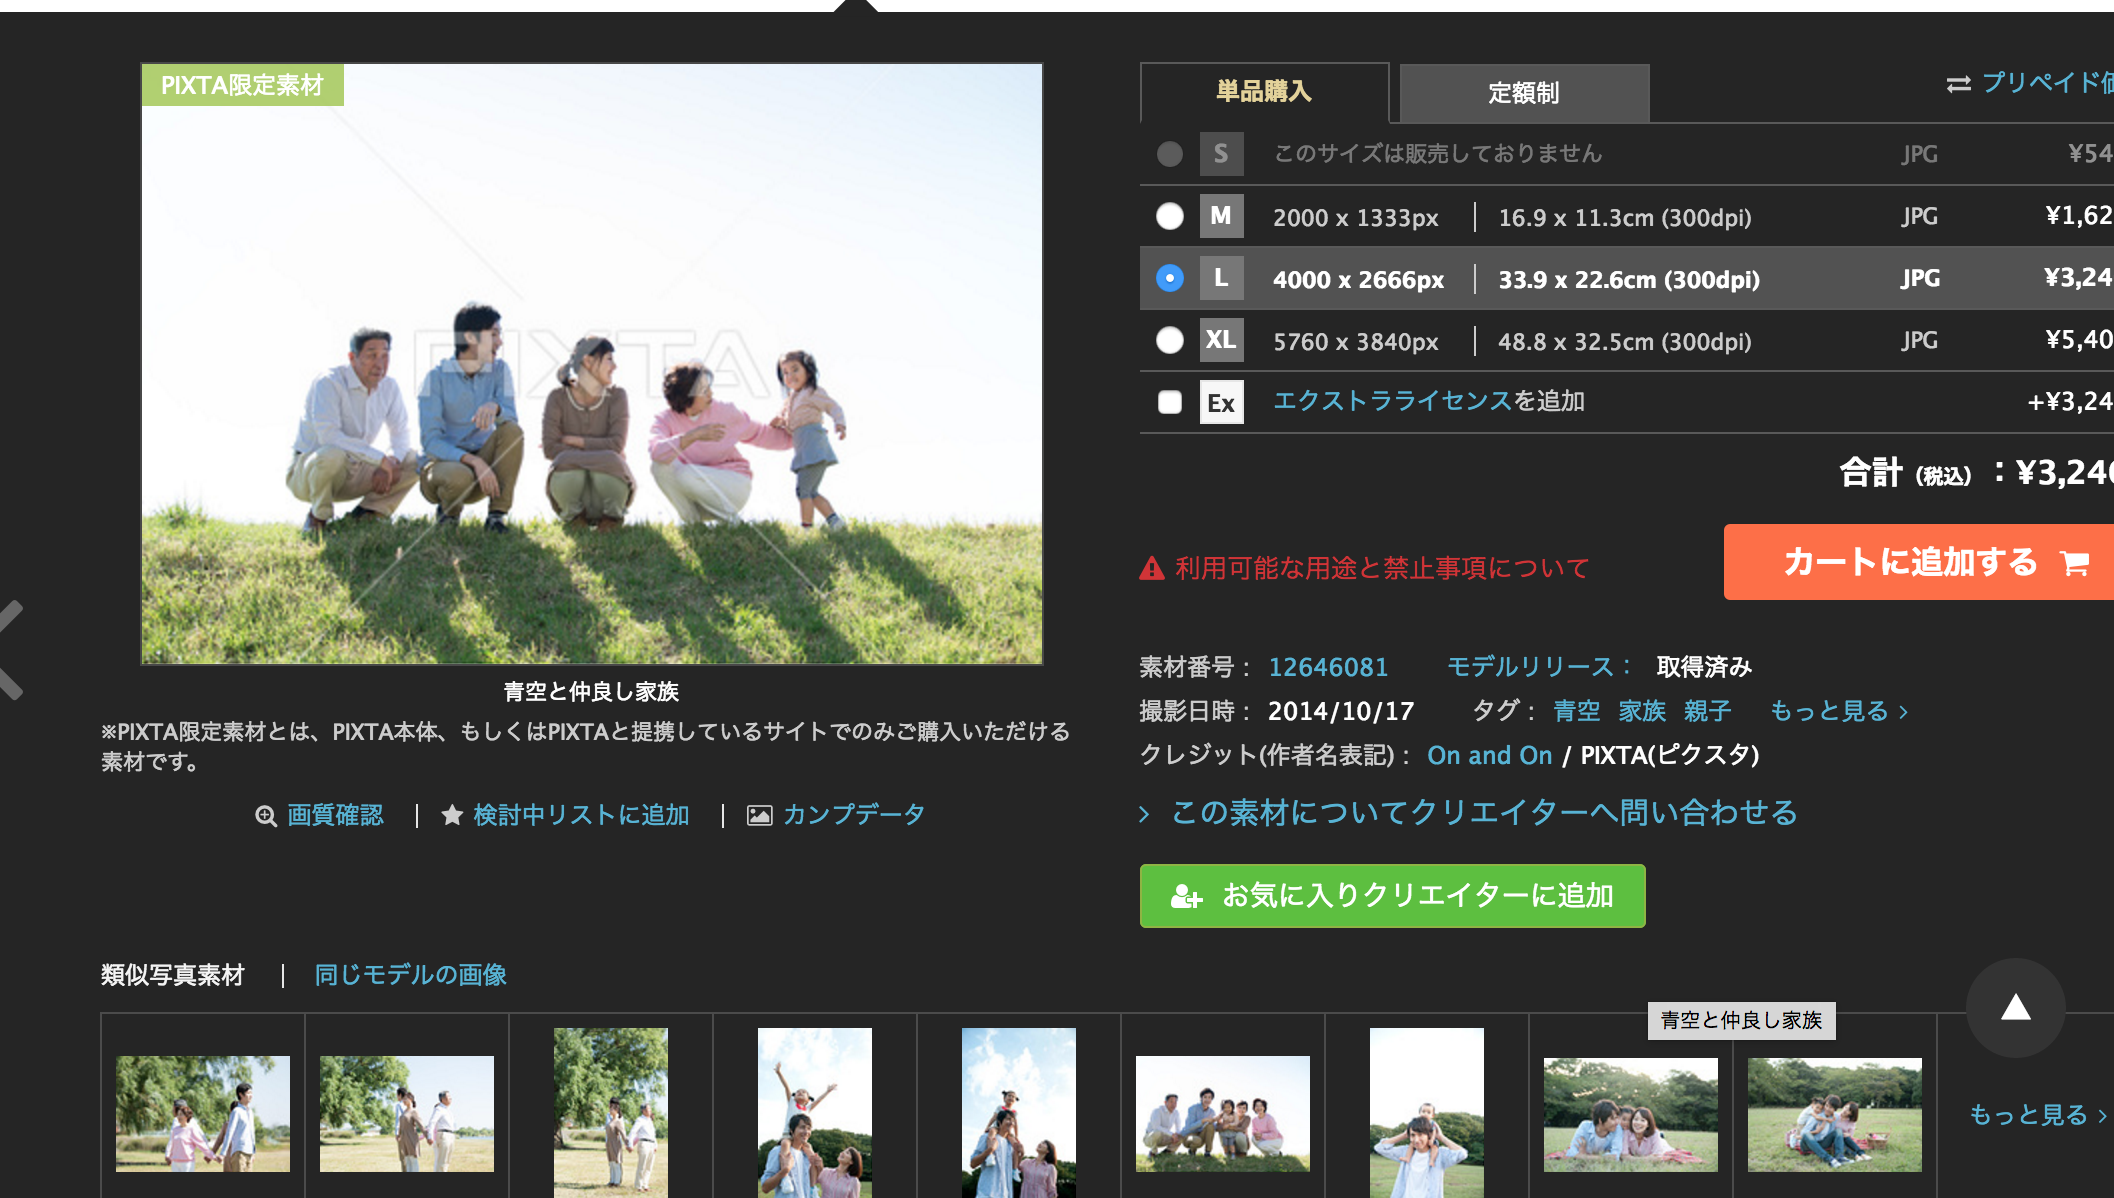 PIXTA限定素材
PIXTA
青空と仲良し家族
※PIXTA限定素材とは、PIXTA本体、もしくはPIXTAと提携しているサイトでのみご購入いただける
素材です。
画質確認 | 検討中リストに追加 | カンプデータ
単品購入
定額制
プリペイド価
S このサイズは販売しておりません JPG ¥54
M 2000 x 1333px | 16.9 x 11.3cm (300dpi) JPG ¥1,62
L 4000 x 2666px | 33.9 x 22.6cm (300dpi) JPG ¥3,24
XL 5760 x 3840px | 48.8 x 32.5cm (300dpi) JPG ¥5,40
Ex エクストラライセンスを追加 +¥3,24
合計 (税込) : ¥3,240
利用可能な用途と禁止事項について
カートに追加する
素材番号 : 12646081 モデルリリース : 取得済み
撮影日時 : 2014/10/17 タグ : 青空 家族 親子 もっと見る ›
クレジット(作者名表記) : On and On / PIXTA(ピクスタ)
› この素材についてクリエイターへ問い合わせる
お気に入りクリエイターに追加
類似写真素材 | 同じモデルの画像
青空と仲良し家族
もっと見る ›